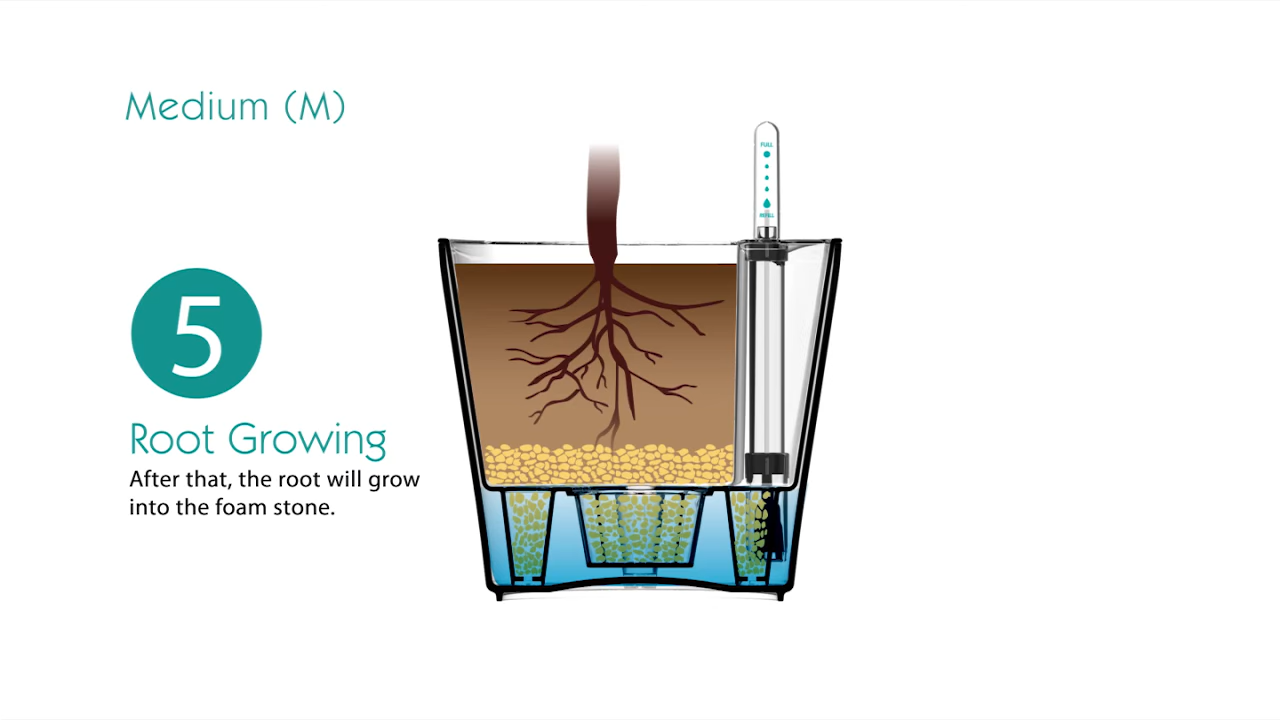 Medium (M)
FULL
REFILL
5
Root Growing
After that, the root will grow
into the foam stone.